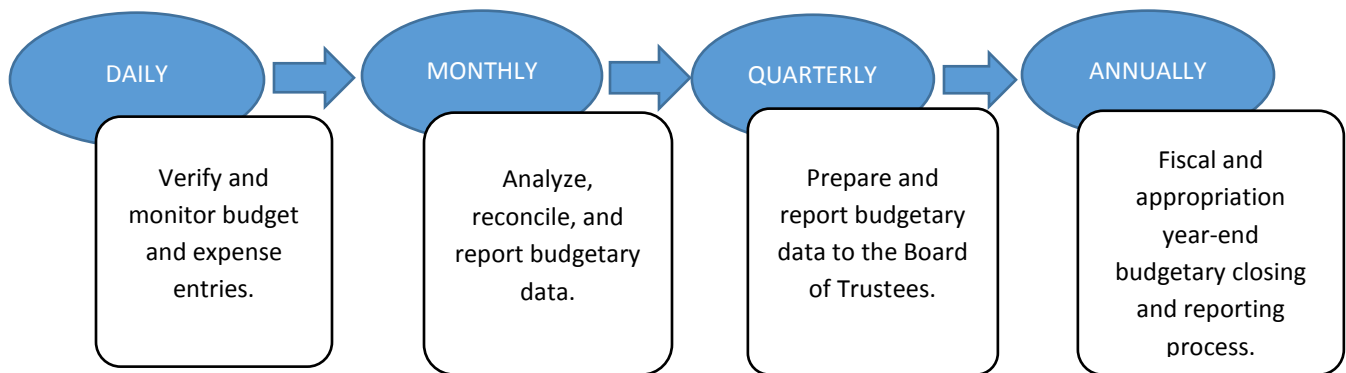 DAILY
Verify and
monitor budget
and expense
entries.
MONTHLY
Analyze,
reconcile, and
report budgetary
data.
QUARTERLY
Prepare and
report budgetary
data to the Board
of Trustees.
ANNUALLY
Fiscal and
appropriation
year-end
budgetary closing
and reporting
process.